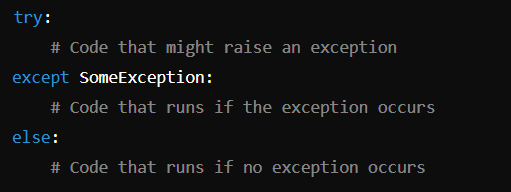 try:
    # Code that might raise an exception
except SomeException:
    # Code that runs if the exception occurs
else:
    # Code that runs if no exception occurs